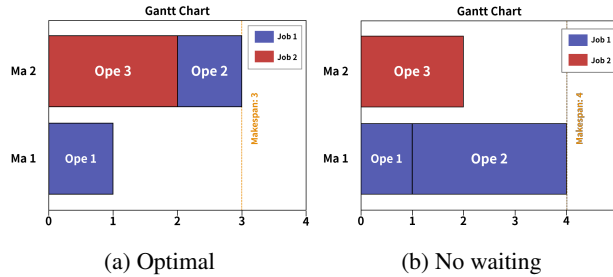 Gantt Chart
Job 1
Job 2
Ma 2
Ope 3
Ope 2
Makespan: 3
Ma 1
Ope 1
0 1 2 3 4
(a) Optimal
Gantt Chart
Job 1
Job 2
Ma 2
Ope 3
Makespan: 4
Ma 1
Ope 1
Ope 2
0 1 2 3 4
(b) No waiting